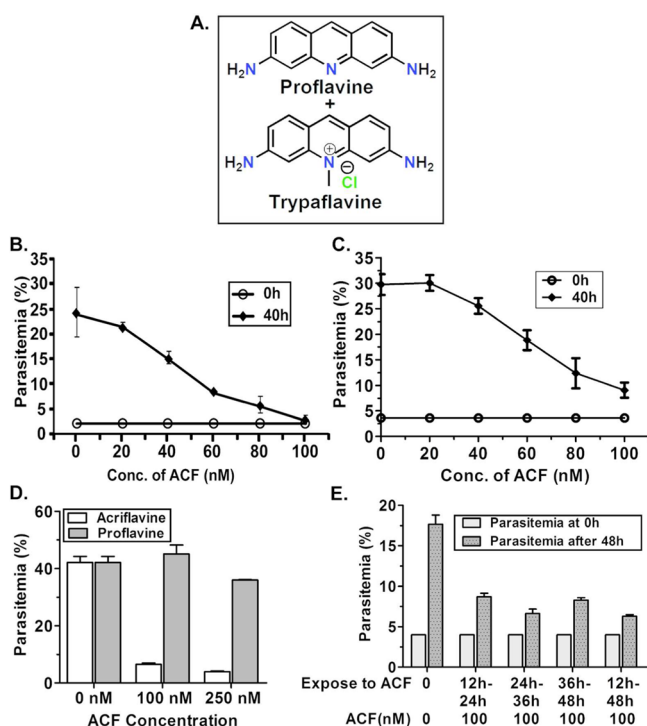 A.
H2N N NH2
Proflavine
+
H2N N + NH2
− Cl
Trypaflavine
B.
Parasitemia (%)
35
30
25
20
15
10
5
0
0h
40h
0 20 40 60 80 100
Conc. of ACF (nM)
C.
Parasitemia (%)
35
30
25
20
15
10
5
0
0h
40h
0 20 40 60 80 100
Conc. of ACF (nM)
D.
Parasitemia (%)
60
40
20
0
Acriflavine
Proflavine
0 nM 100 nM 250 nM
ACF Concentration
E.
Parasitemia (%)
20
15
10
5
0
Parasitemia at 0h
Parasitemia after 48h
Expose to ACF 0 12h- 24h- 36h- 12h-
24h 36h 48h 48h
ACF(nM) 0 100 100 100 100